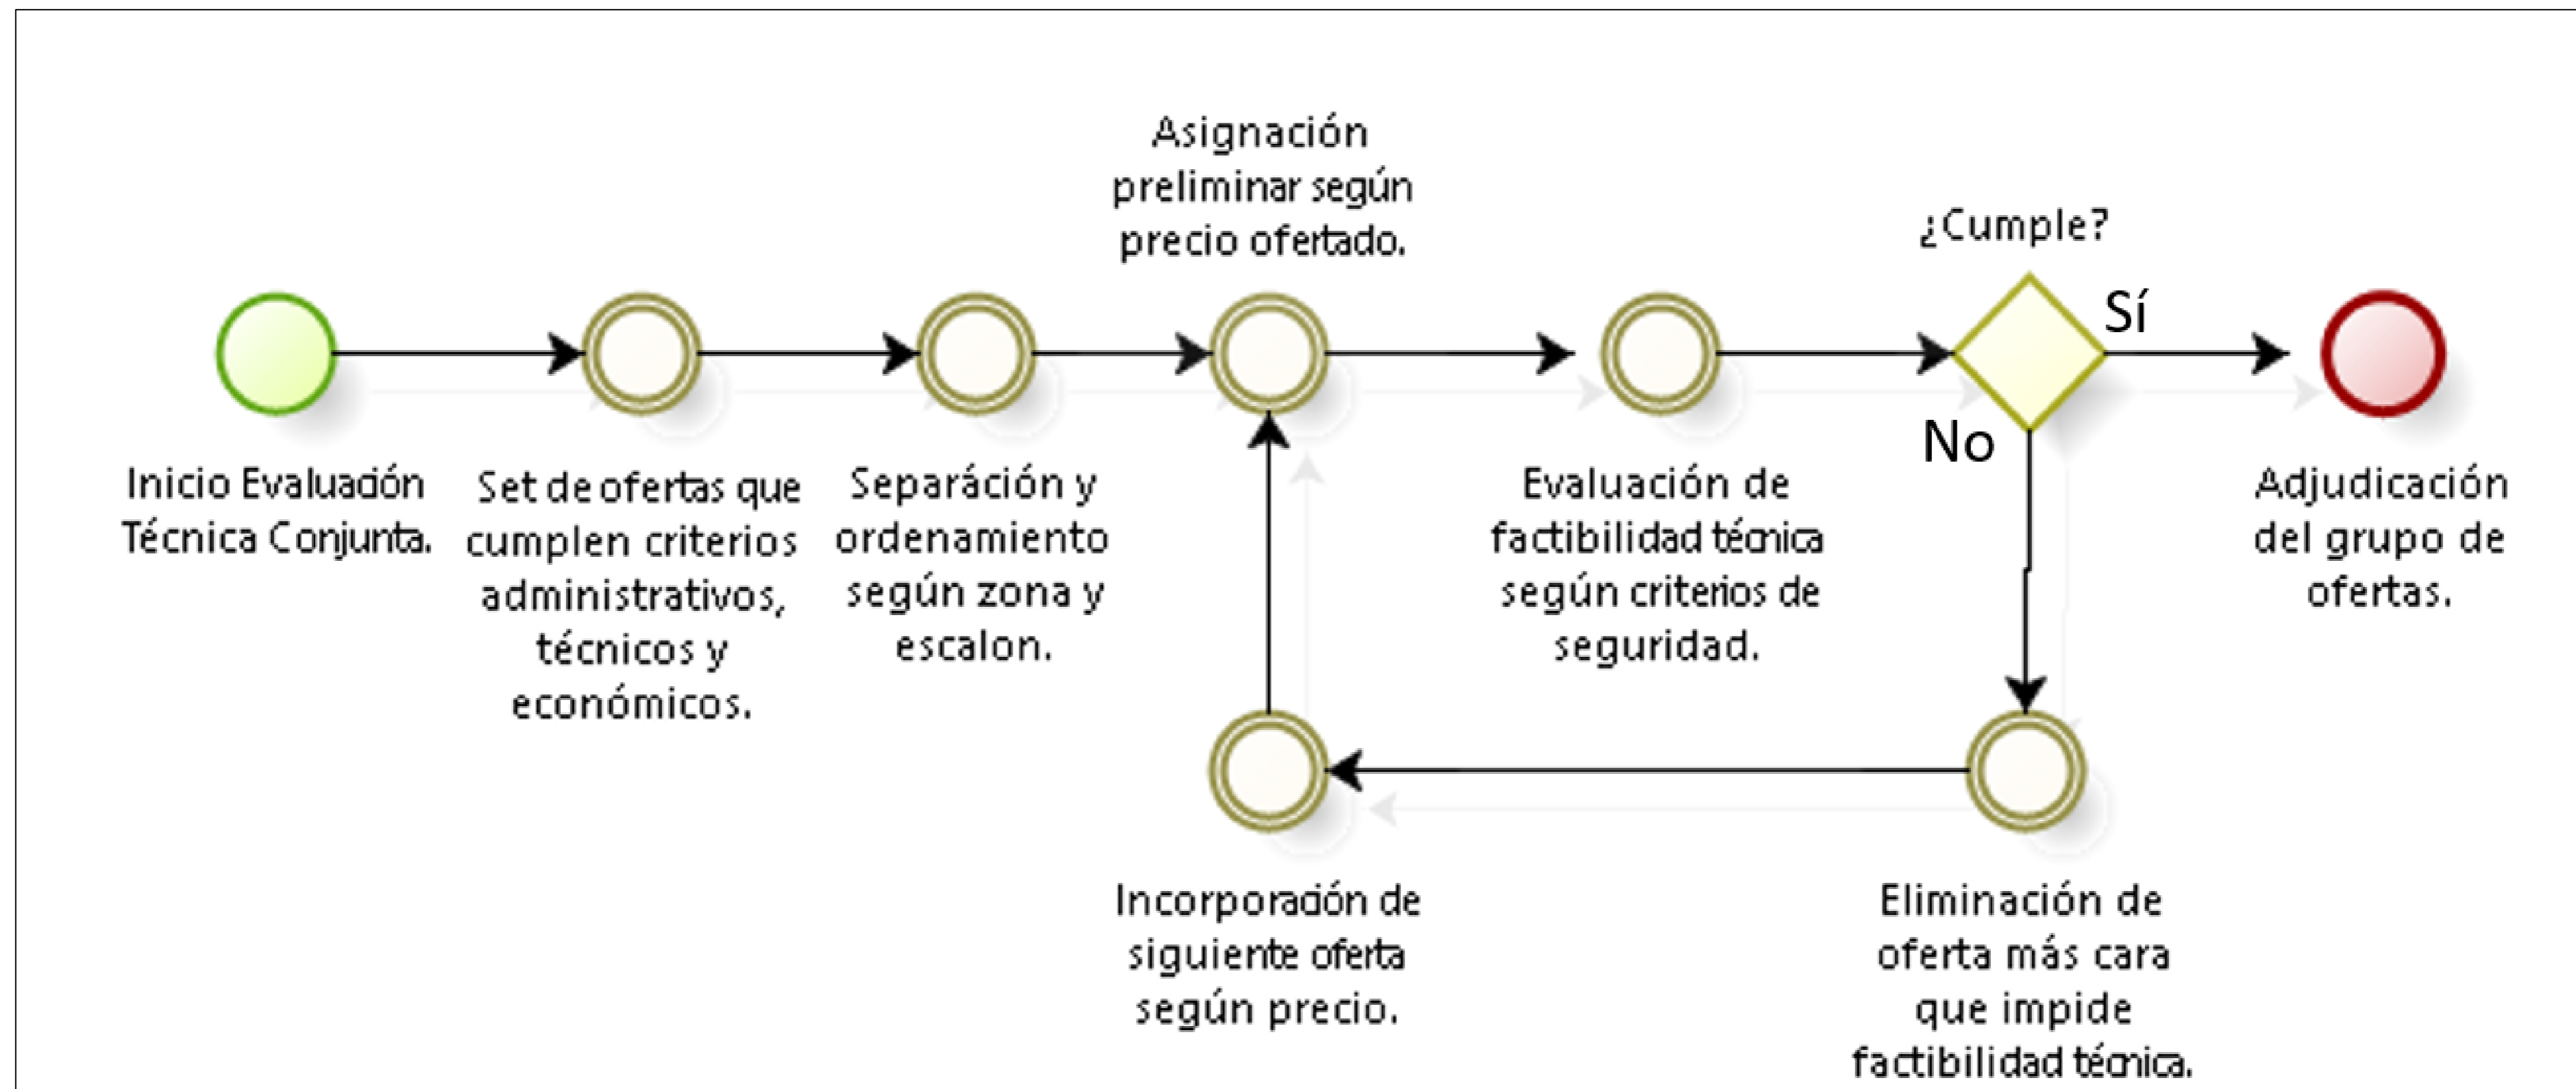 Asignación
preliminar según
precio ofertado.
¿Cumple?
Sí
No
Inicio Evaluación
Técnica Conjunta.
Set de ofertas que
cumplen criterios
administrativos,
técnicos y
económicos.
Separáción y
ordenamiento
según zona y
escalon.
Evaluación de
factibilidad técnica
según criterios de
seguridad.
Adjudicación
del grupo de
ofertas.
Incorporación de
siguiente oferta
según precio.
Eliminación de
oferta más cara
que impide
factibilidad técnica.